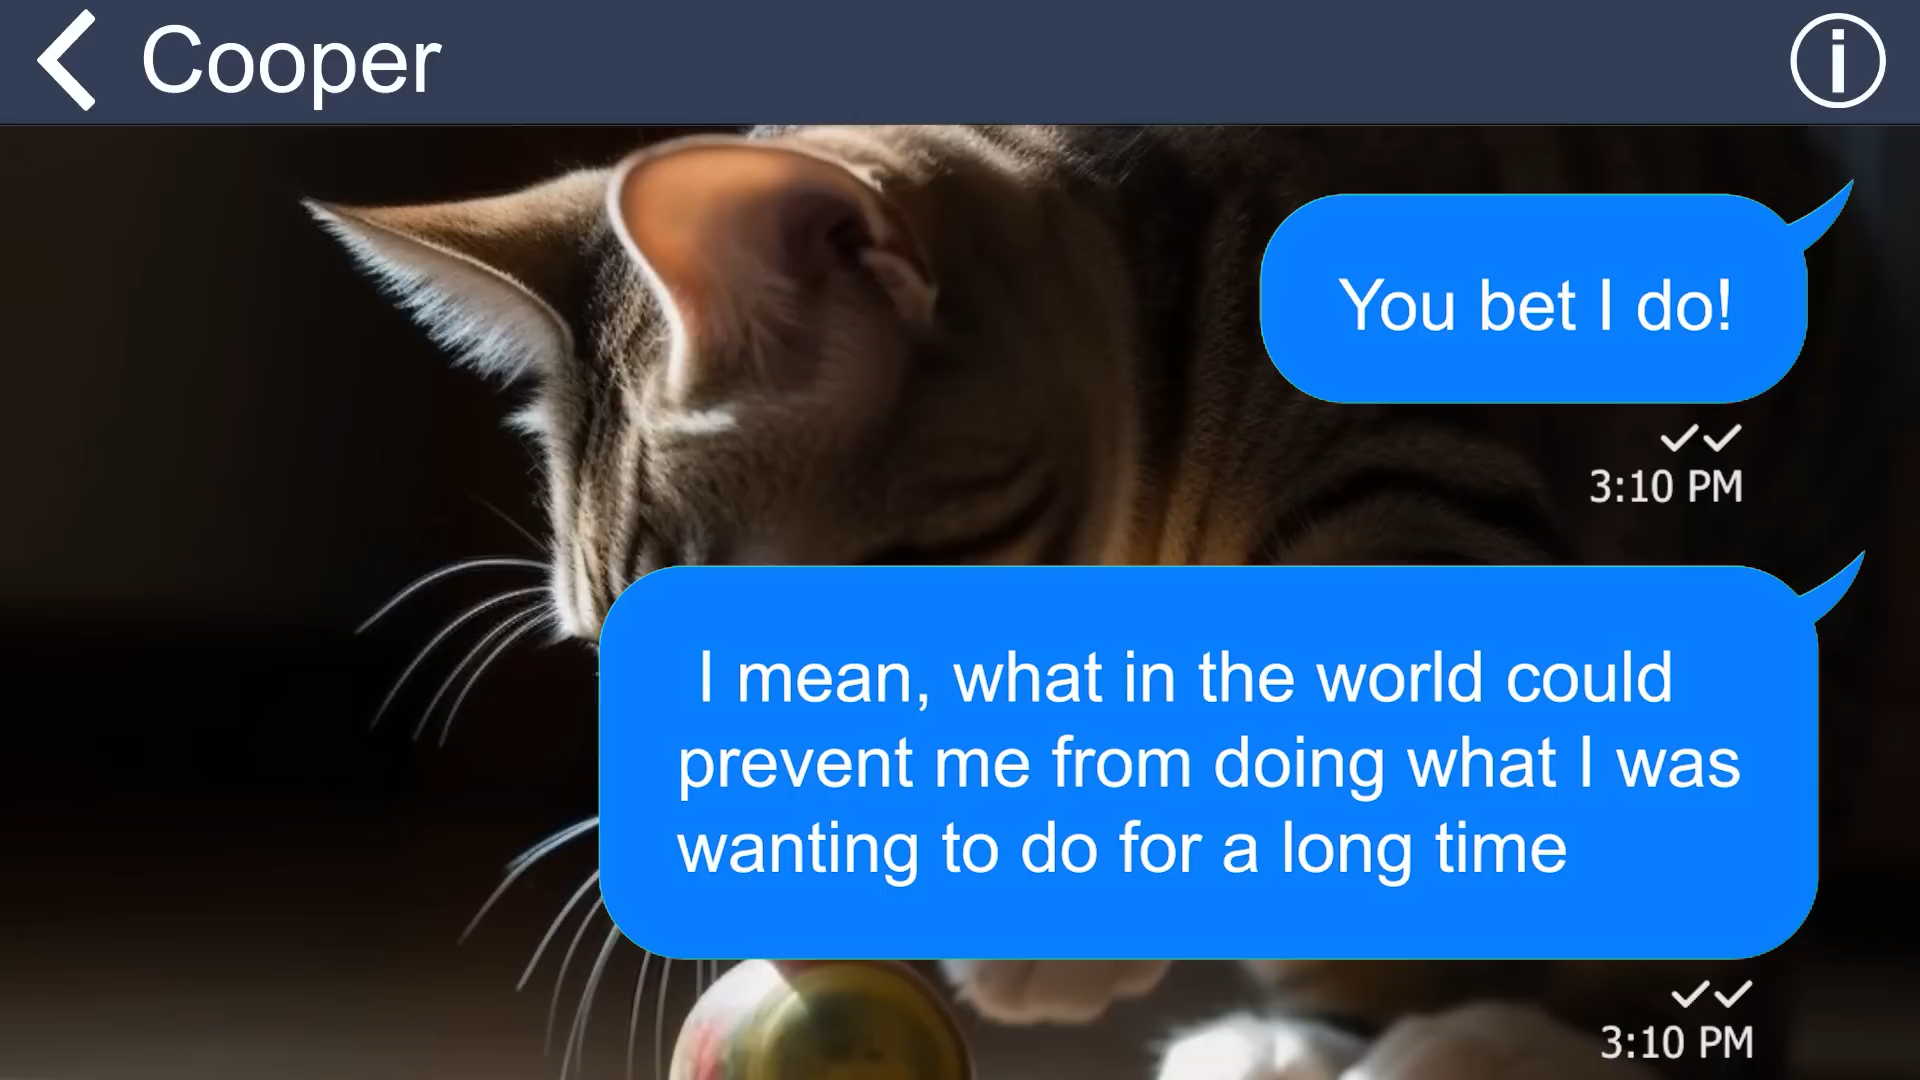 Cooper
You bet I do!
3:10 PM
I mean, what in the world could
prevent me from doing what I was
wanting to do for a long time
3:10 PM